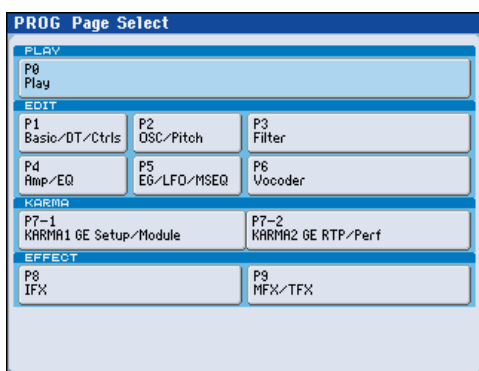 PROG Page Select
PLAY
P0
Play
EDIT
P1
Basic/DT/Ctrls
P2
OSC/Pitch
P3
Filter
P4
Amp/EQ
P5
EG/LFO/MSEQ
P6
Vocoder
KARMA
P7-1
KARMA1 GE Setup/Module
P7-2
KARMA2 GE RTP/Perf
EFFECT
P8
IFX
P9
MFX/TFX